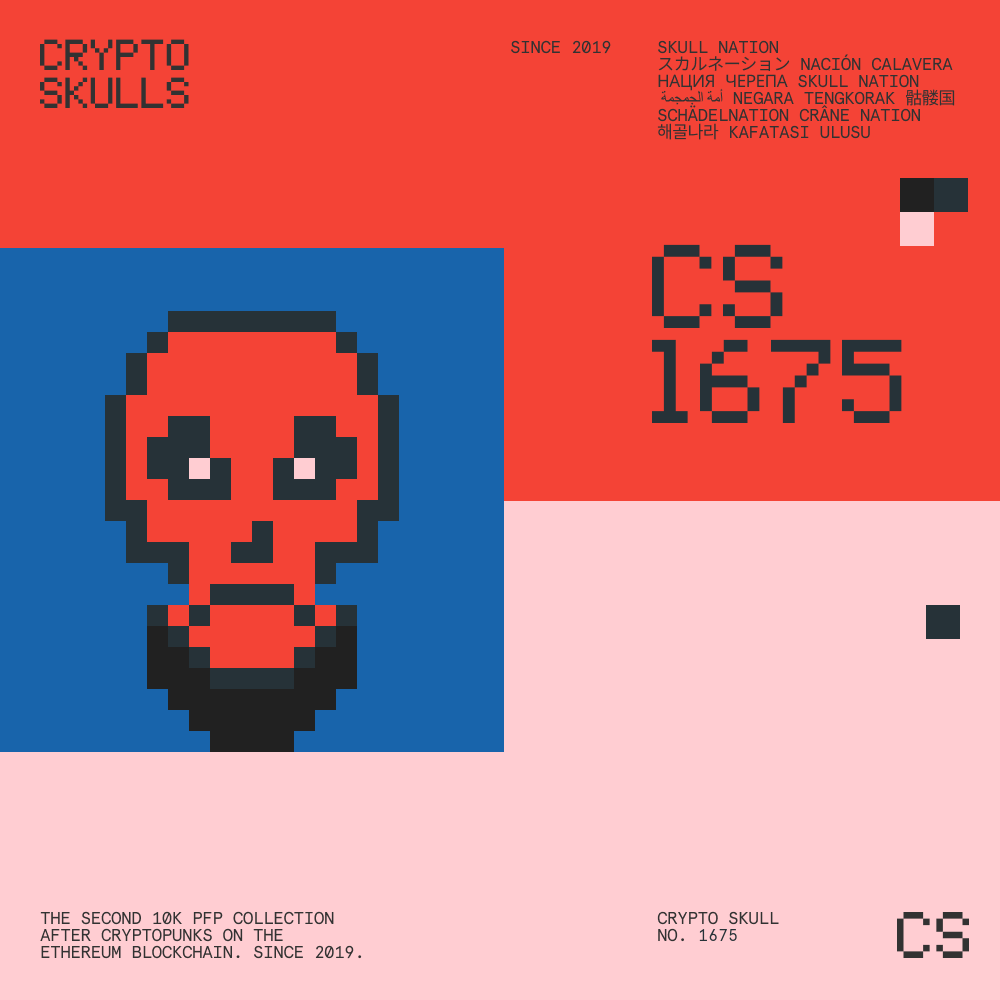 CRYPTO
SKULLS
SINCE 2019
SKULL NATION
スカルネーション NACIÓN CALAVERA
НАЦИЯ ЧЕРЕПА SKULL NATION
أمة الجمجمة NEGARA TENGKORAK 骷髅国
SCHÄDELNATION CRÂNE NATION
해골나라 KAFATASI ULUSU
CS
1675
THE SECOND 10K PFP COLLECTION
AFTER CRYPTOPUNKS ON THE
ETHEREUM BLOCKCHAIN. SINCE 2019.
CRYPTO SKULL
NO. 1675
CS